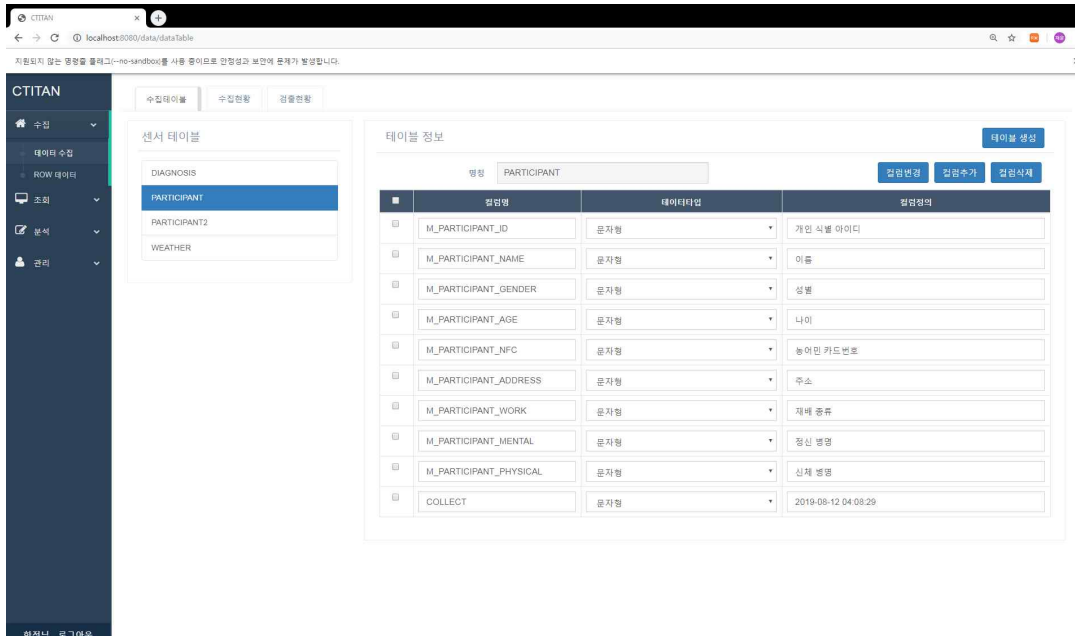 CTITAN
localhost:8080/data/dataTable
지원되지 않는 명령줄 플래그(--no-sandbox)를 사용 중이므로 안정성과 보안에 문제가 발생합니다.
CTITAN
수집
데이터 수집
ROW 데이터
조회
분석
관리
로그아웃
수집테이블 수집현황 검출현황
센서 테이블
DIAGNOSIS
PARTICIPANT
PARTICIPANT2
WEATHER
테이블 정보 테이블 생성
명칭 PARTICIPANT 컬럼변경 컬럼추가 컬럼삭제
컬럼명 데이터타입 컬럼정의
M_PARTICIPANT_ID 문자형 개인 식별 아이디
M_PARTICIPANT_NAME 문자형 이름
M_PARTICIPANT_GENDER 문자형 성별
M_PARTICIPANT_AGE 문자형 나이
M_PARTICIPANT_NFC 문자형 농어민 카드번호
M_PARTICIPANT_ADDRESS 문자형 주소
M_PARTICIPANT_WORK 문자형 재배 종류
M_PARTICIPANT_MENTAL 문자형 정신 병명
M_PARTICIPANT_PHYSICAL 문자형 신체 병명
COLLECT 문자형 2019-08-12 04:08:29